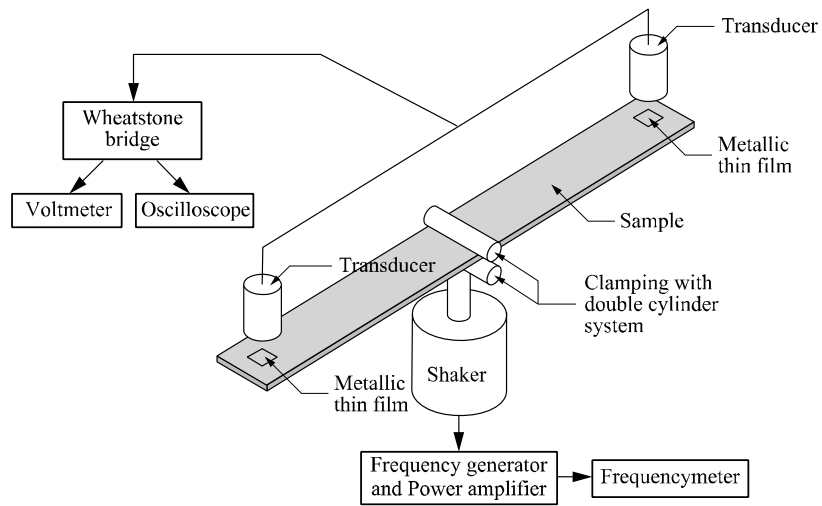 Transducer
Wheatstone
bridge
Metallic
thin film
Voltmeter
Oscilloscope
Sample
Transducer
Clamping with
double cylinder
system
Shaker
Metallic
thin film
Frequency generator
and Power amplifier
Frequencymeter